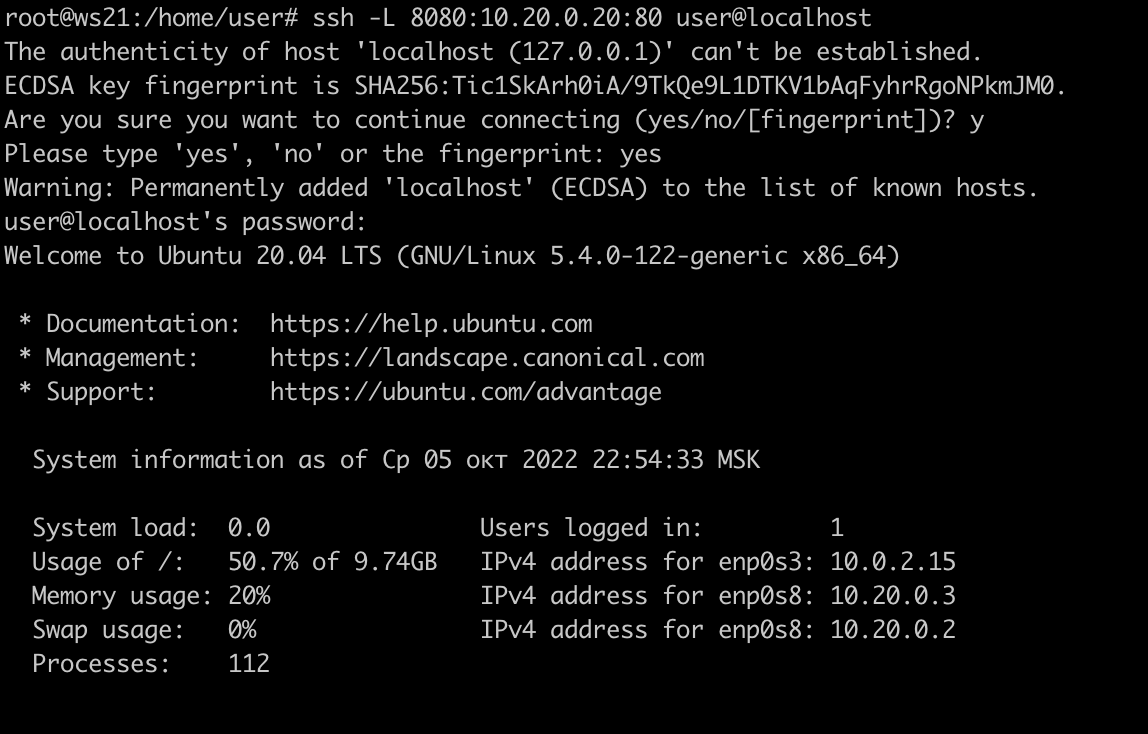 root@ws21:/home/user# ssh -L 8080:10.20.0.20:80 user@localhost
The authenticity of host 'localhost (127.0.0.1)' can't be established.
ECDSA key fingerprint is SHA256:Tic1SkArh0iA/9TkQe9L1DTKV1bAqFyhrRgoNPkmJM0.
Are you sure you want to continue connecting (yes/no/[fingerprint])? y
Please type 'yes', 'no' or the fingerprint: yes
Warning: Permanently added 'localhost' (ECDSA) to the list of known hosts.
user@localhost's password:
Welcome to Ubuntu 20.04 LTS (GNU/Linux 5.4.0-122-generic x86_64)
* Documentation:  https://help.ubuntu.com
* Management:     https://landscape.canonical.com
* Support:        https://ubuntu.com/advantage
System information as of Ср 05 окт 2022 22:54:33 MSK
System load:  0.0               Users logged in:         1
Usage of /:   50.7% of 9.74GB   IPv4 address for enp0s3: 10.0.2.15
Memory usage: 20%               IPv4 address for enp0s8: 10.20.0.3
Swap usage:   0%                IPv4 address for enp0s8: 10.20.0.2
Processes:    112